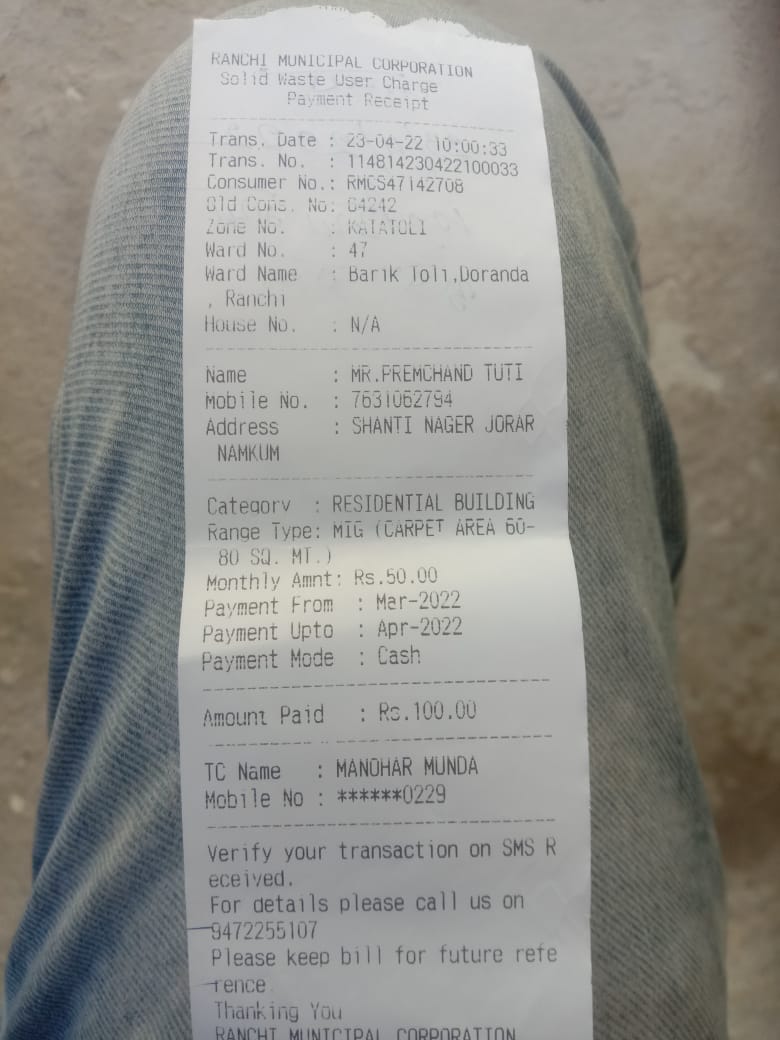 RANCHI MUNICIPAL CORPORATION
Solid Waste User Charge
Payment Receipt
Trans. Date : 23-04-22 10:00:33
Trans. No. : 114814230422100033
Consumer No.: RMCS47142708
Old Cons. No: 04242
Zone No. : KATATOLI
Ward No. : 47
Ward Name : Barik Toli,Doranda
, Ranchi
House No. : N/A
Name : MR.PREMCHAND TUTI
Mobile No. : 7631062794
Address : SHANTI NAGER JORAR
NAMKUM
Category : RESIDENTIAL BUILDING
Range Type: MIG (CARPET AREA 60-
80 SQ. MT.)
Monthly Amnt: Rs.50.00
Payment From : Mar-2022
Payment Upto : Apr-2022
Payment Mode : Cash
Amount Paid : Rs.100.00
TC Name : MANOHAR MUNDA
Mobile No : ******0229
Verify your transaction on SMS R
eceived.
For details please call us on
9472255107
Please keep bill for future refe
rence
Thanking You
RANCHI MUNICIPAL CORPORATION